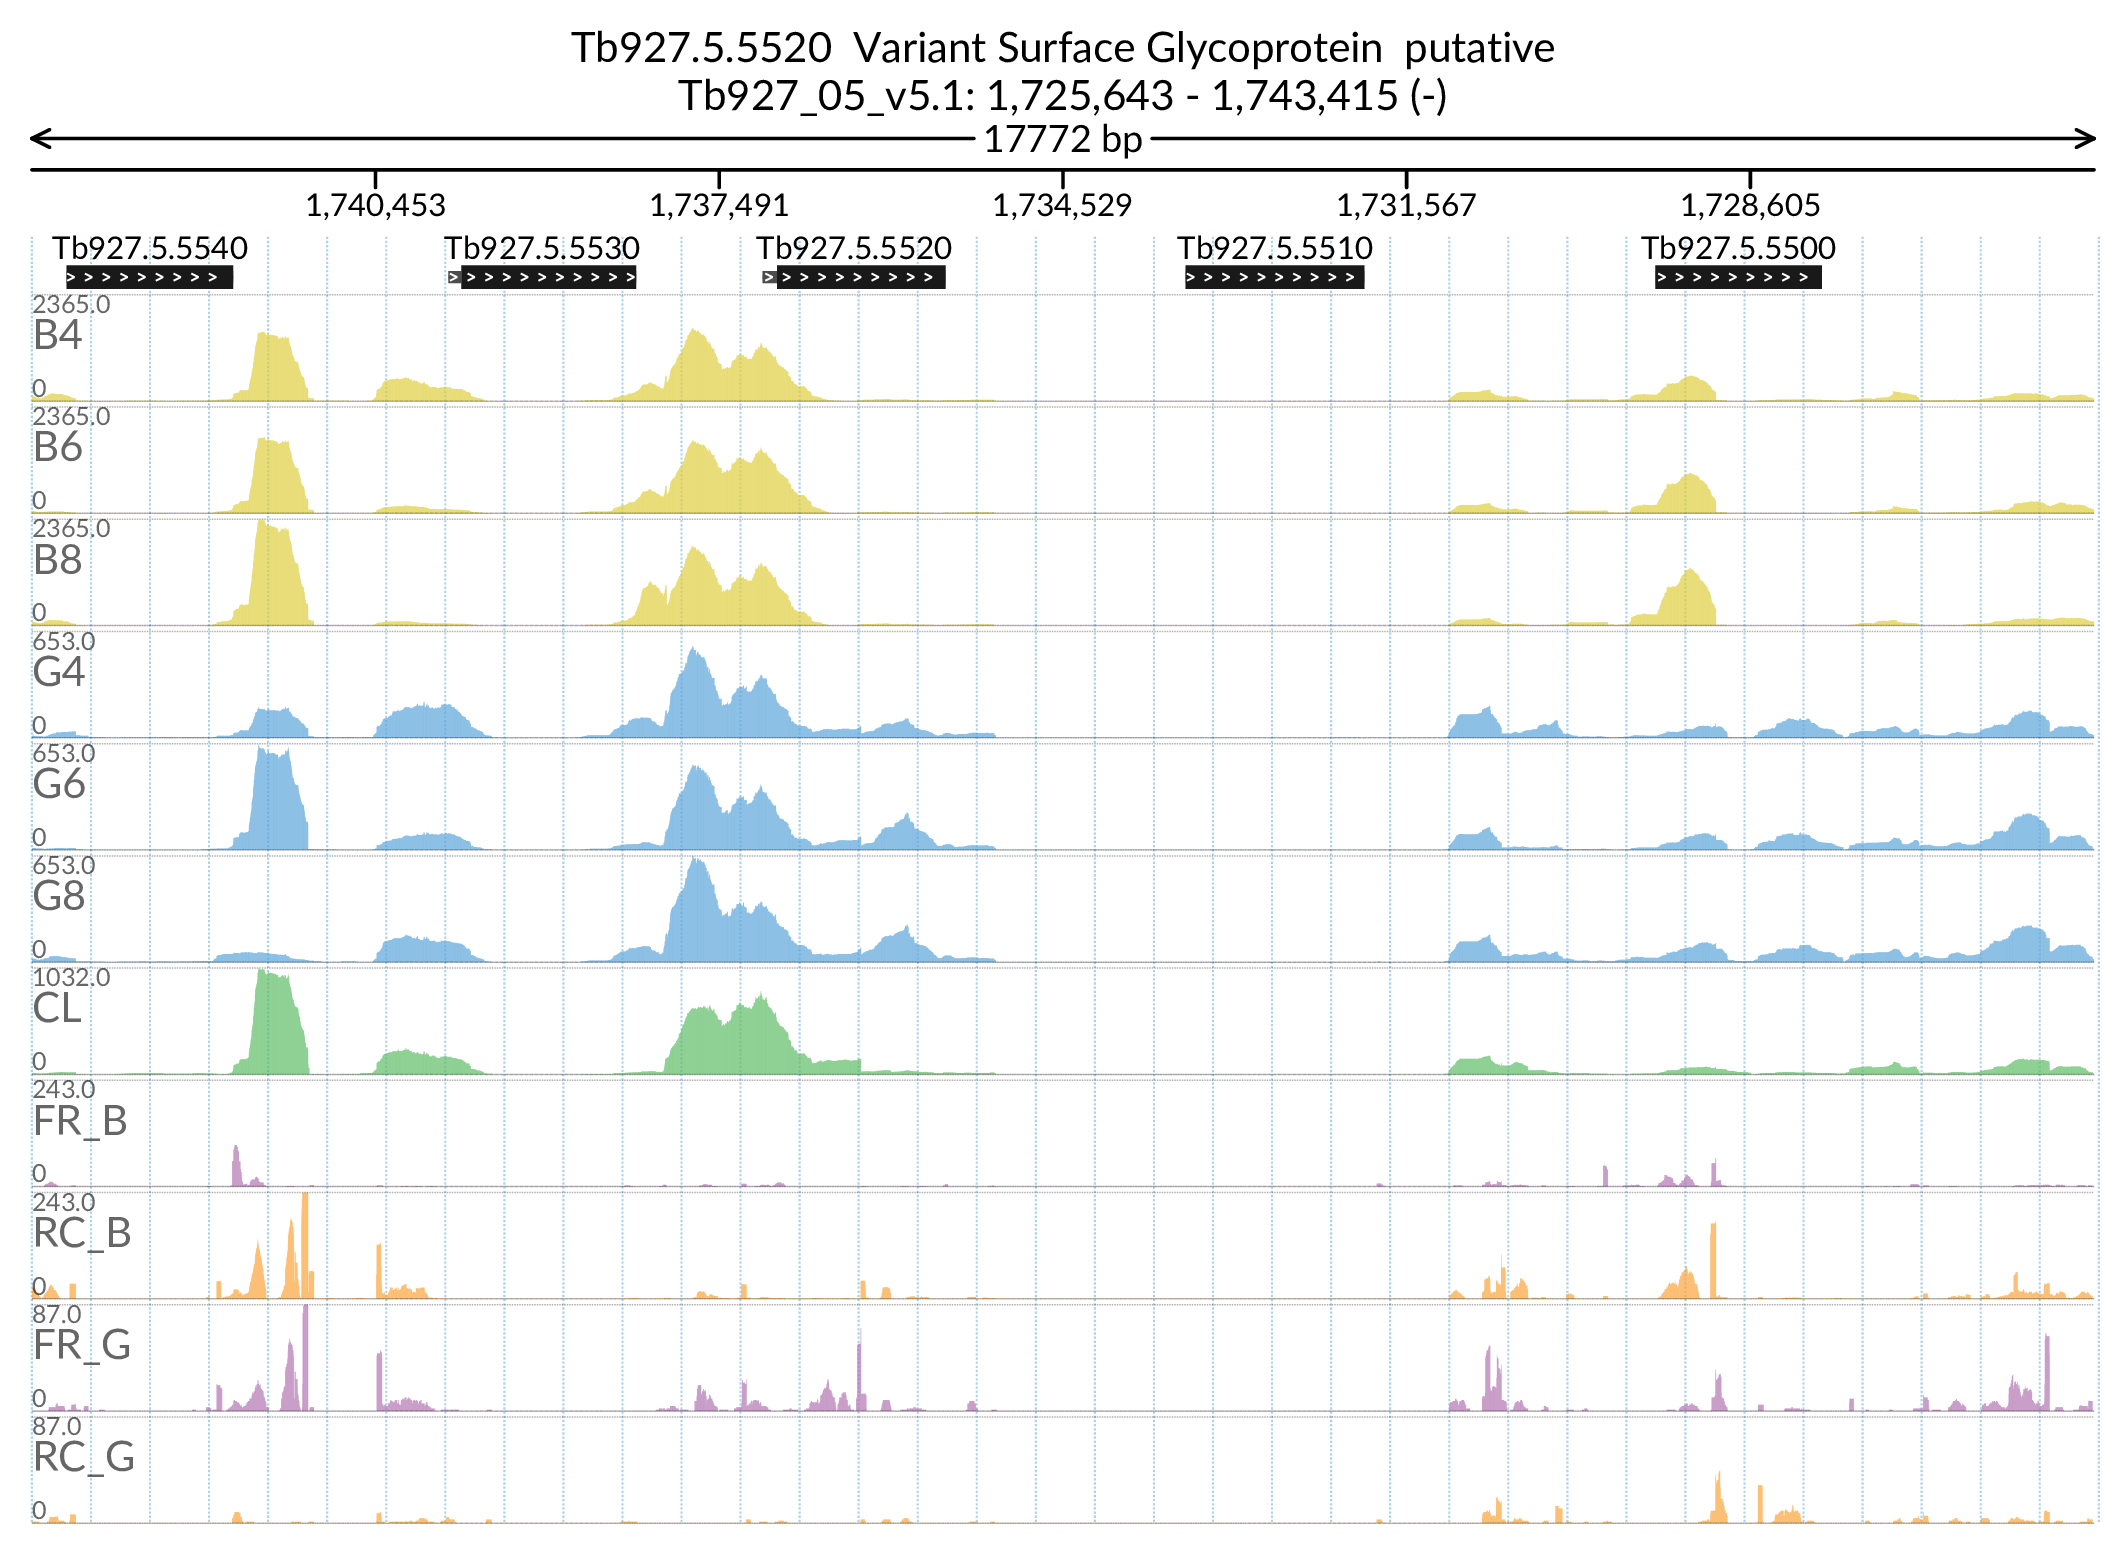 Tb927.5.5520  Variant Surface Glycoprotein  putative
Tb927_05_v5.1: 1,725,643 - 1,743,415 (-)
17772 bp
1,740,453 1,737,491 1,734,529 1,731,567 1,728,605
Tb927.5.5540 Tb927.5.5530 Tb927.5.5520 Tb927.5.5510 Tb927.5.5500
2365.0
B4
0
2365.0
B6
0
2365.0
B8
0
653.0
G4
0
653.0
G6
0
653.0
G8
0
1032.0
CL
0
243.0
FR_B
0
243.0
RC_B
0
87.0
FR_G
0
87.0
RC_G
0